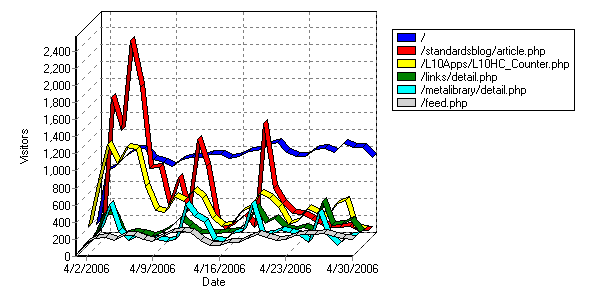 2,400
2,200
2,000
1,800
1,600
1,400
1,200
1,000
800
600
400
200
0
Visitors
4/2/2006 4/9/2006 4/16/2006 4/23/2006 4/30/2006
Date
/
/standardsblog/article.php
/L10Apps/L10HC_Counter.php
/links/detail.php
/metalibrary/detail.php
/feed.php